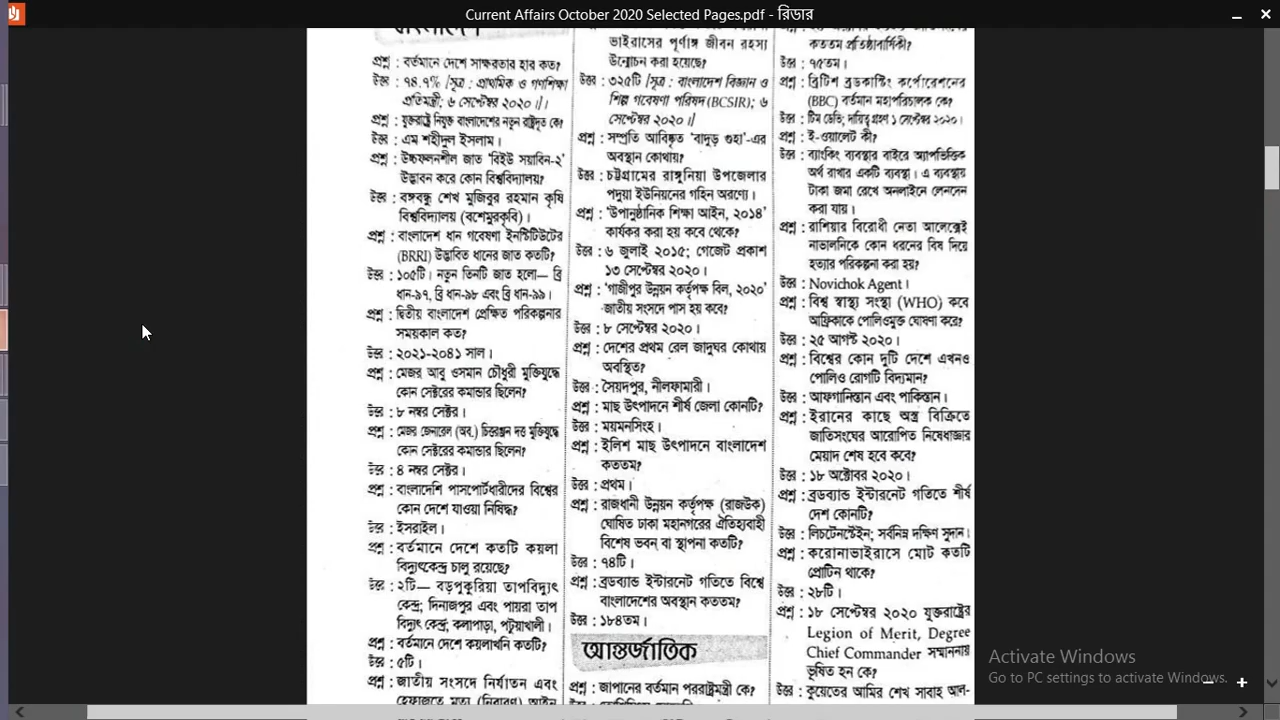 Current Affairs October 2020 Selected Pages.pdf - রিডার
বাংলাদেশ
প্রশ্ন : বর্তমানে দেশে সাক্ষরতার হার কত?
উত্তর : ৭৪.৭% [সূত্র : প্রাথমিক ও গণশিক্ষা
প্রতিমন্ত্রী; ৬ সেপ্টেম্বর ২০২০]।
প্রশ্ন : যুক্তরাষ্ট্রে নিযুক্ত বাংলাদেশের নতুন রাষ্ট্রদূত কে?
উত্তর : এম শহীদুল ইসলাম।
প্রশ্ন : উচ্চফলনশীল জাত 'বিইউ সয়াবিন-২'
উদ্ভাবন করে কোন বিশ্ববিদ্যালয়?
উত্তর : বঙ্গবন্ধু শেখ মুজিবুর রহমান কৃষি
বিশ্ববিদ্যালয় (বশেমুরকৃবি)।
প্রশ্ন : বাংলাদেশ ধান গবেষণা ইনস্টিটিউটের
(BRRI) উদ্ভাবিত ধানের জাত কতটি?
উত্তর : ১০৫টি। নতুন তিনটি জাত হলো— ব্রি
ধান-৯৭, ব্রি ধান-৯৮ এবং ব্রি ধান-৯৯।
প্রশ্ন : দ্বিতীয় বাংলাদেশ প্রেক্ষিত পরিকল্পনার
সময়কাল কত?
উত্তর : ২০২১-২০৪১ সাল।
প্রশ্ন : মেজর আবু ওসমান চৌধুরী মুক্তিযুদ্ধে
কোন সেক্টরের কমান্ডার ছিলেন?
উত্তর : ৮ নম্বর সেক্টর।
প্রশ্ন : মেজর জেনারেল (অব.) চিত্তরঞ্জন দত্ত মুক্তিযুদ্ধে
কোন সেক্টরের কমান্ডার ছিলেন?
উত্তর : ৪ নম্বর সেক্টর।
প্রশ্ন : বাংলাদেশি পাসপোর্টধারীদের বিশ্বের
কোন দেশে যাওয়া নিষিদ্ধ?
উত্তর : ইসরাইল।
প্রশ্ন : বর্তমানে দেশে কতটি কয়লা
বিদ্যুৎকেন্দ্র চালু রয়েছে?
উত্তর : ২টি— বড়পুকুরিয়া তাপবিদ্যুৎ
কেন্দ্র; দিনাজপুর এবং পায়রা তাপ
বিদ্যুৎ কেন্দ্র; কলাপাড়া, পটুয়াখালী।
প্রশ্ন : বর্তমানে দেশে কয়লাখনি কতটি?
উত্তর : ৫টি।
প্রশ্ন : জাতীয় সংসদে নির্যাতন এবং
হেফাজতে মৃত্যু (নিবারণ) আইন
ভাইরাসের পূর্ণাঙ্গ জীবন রহস্য
উন্মোচন করা হয়েছে?
উত্তর : ৩২৫টি [সূত্র : বাংলাদেশ বিজ্ঞান ও
শিল্প গবেষণা পরিষদ (BCSIR); ৬
সেপ্টেম্বর ২০২০]
প্রশ্ন : সম্প্রতি আবিষ্কৃত 'বাদুড় গুহা'-এর
অবস্থান কোথায়?
উত্তর : চট্টগ্রামের রাঙ্গুনিয়া উপজেলার
পদুয়া ইউনিয়নের গহিন অরণ্যে।
প্রশ্ন : 'উপানুষ্ঠানিক শিক্ষা আইন, ২০১৪'
কার্যকর করা হয় কবে থেকে?
উত্তর : ৬ জুলাই ২০১৫; গেজেট প্রকাশ
১৩ সেপ্টেম্বর ২০২০।
প্রশ্ন : 'গাজীপুর উন্নয়ন কর্তৃপক্ষ বিল, ২০২০'
জাতীয় সংসদে পাস হয় কবে?
উত্তর : ৮ সেপ্টেম্বর ২০২০।
প্রশ্ন : দেশের প্রথম রেল জাদুঘর কোথায়
অবস্থিত?
উত্তর : সৈয়দপুর, নীলফামারী।
প্রশ্ন : মাছ উৎপাদনে শীর্ষ জেলা কোনটি?
উত্তর : ময়মনসিংহ।
প্রশ্ন : ইলিশ মাছ উৎপাদনে বাংলাদেশ
কততম?
উত্তর : প্রথম।
প্রশ্ন : রাজধানী উন্নয়ন কর্তৃপক্ষ (রাজউক)
ঘোষিত ঢাকা মহানগরের ঐতিহ্যবাহী
বিশেষ ভবন বা স্থাপনা কতটি?
উত্তর : ৭৪টি।
প্রশ্ন : ব্রডব্যান্ড ইন্টারনেট গতিতে বিশ্বে
বাংলাদেশের অবস্থান কততম?
উত্তর : ১৮৪তম।
আন্তর্জাতিক
প্রশ্ন : জাপানের বর্তমান পররাষ্ট্রমন্ত্রী কে?
কততম প্রতিষ্ঠাবার্ষিকী?
উত্তর : ৭৫তম।
প্রশ্ন : ব্রিটিশ ব্রডকাস্টিং কর্পোরেশনের
(BBC) বর্তমান মহাপরিচালক কে?
উত্তর : টিম ডেভি; দায়িত্ব গ্রহণ ১ সেপ্টেম্বর ২০২০।
প্রশ্ন : ই-ওয়ালেট কী?
উত্তর : ব্যাংকিং ব্যবস্থার বাইরে অ্যাপভিত্তিক
অর্থ রাখার একটি ব্যবস্থা। এ ব্যবস্থায়
টাকা জমা রেখে অনলাইনে লেনদেন
করা যায়।
প্রশ্ন : রাশিয়ার বিরোধী নেতা আলেক্সেই
নাভালনিকে কোন ধরনের বিষ দিয়ে
হত্যার পরিকল্পনা করা হয়?
উত্তর : Novichok Agent।
প্রশ্ন : বিশ্ব স্বাস্থ্য সংস্থা (WHO) কবে
আফ্রিকাকে পোলিওমুক্ত ঘোষণা করে?
উত্তর : ২৫ আগস্ট ২০২০।
প্রশ্ন : বিশ্বের কোন দুটি দেশে এখনও
পোলিও রোগটি বিদ্যমান?
উত্তর : আফগানিস্তান এবং পাকিস্তান।
প্রশ্ন : ইরানের কাছে অস্ত্র বিক্রিতে
জাতিসংঘের আরোপিত নিষেধাজ্ঞার
মেয়াদ শেষ হবে কবে?
উত্তর : ১৮ অক্টোবর ২০২০।
প্রশ্ন : ব্রডব্যান্ড ইন্টারনেট গতিতে শীর্ষ
দেশ কোনটি?
উত্তর : লিচটেনস্টেইন; সর্বনিম্ন দক্ষিণ সুদান।
প্রশ্ন : করোনাভাইরাসে মোট কতটি
প্রোটিন থাকে?
উত্তর : ২৮টি।
প্রশ্ন : ১৮ সেপ্টেম্বর ২০২০ যুক্তরাষ্ট্রের
Legion of Merit, Degree
Chief Commander সম্মাননায়
ভূষিত হন কে?
উত্তর : কুয়েতের আমির শেখ সাবাহ আল-
Activate Windows
Go to PC settings to activate Windows.